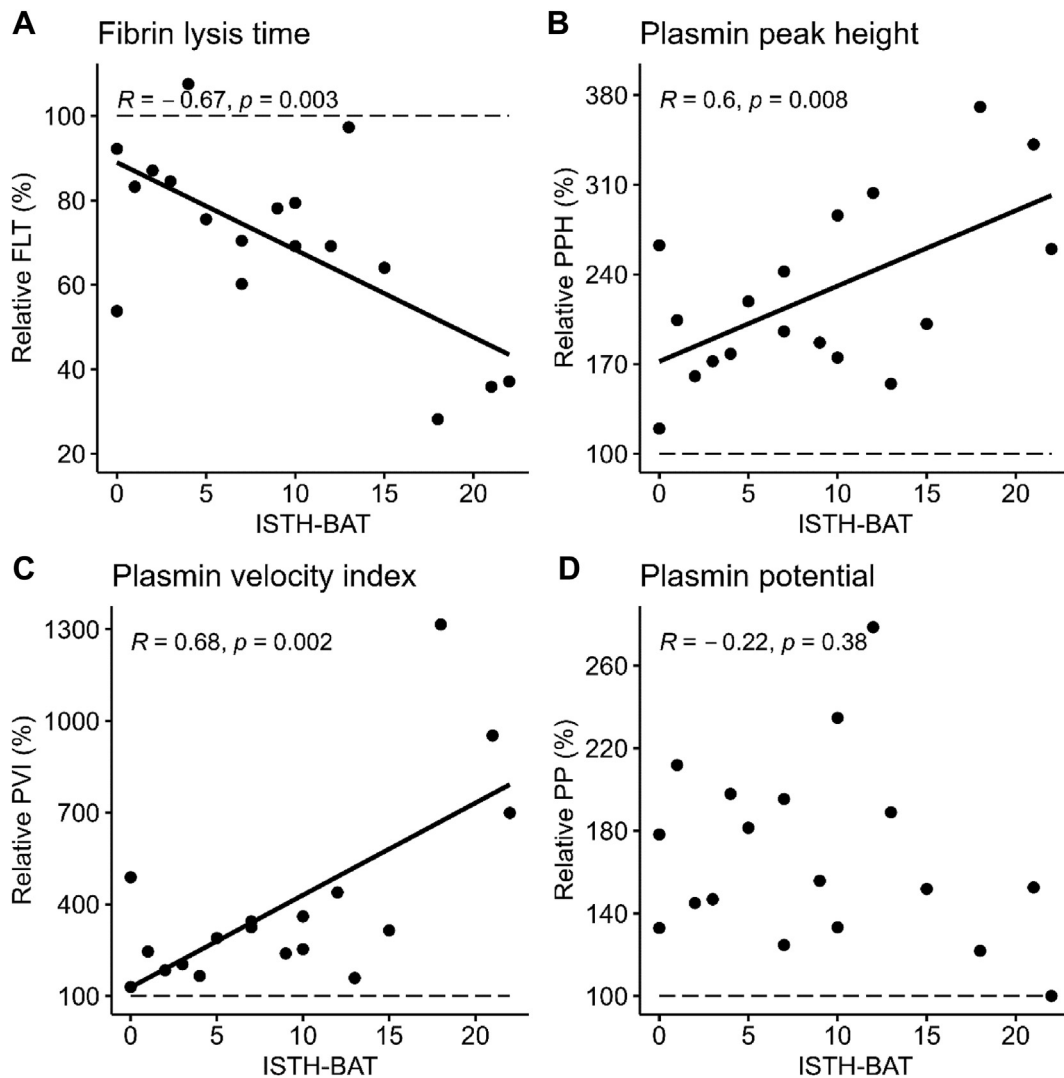 A
Fibrin lysis time
R = − 0.67, p = 0.003
Relative FLT (%)
100
80
60
40
20
0 5 10 15 20
ISTH-BAT
B
Plasmin peak height
R = 0.6, p = 0.008
Relative PPH (%)
380
310
240
170
100
0 5 10 15 20
ISTH-BAT
C
Plasmin velocity index
R = 0.68, p = 0.002
Relative PVI (%)
1300
1000
700
400
100
0 5 10 15 20
ISTH-BAT
D
Plasmin potential
R = − 0.22, p = 0.38
Relative PP (%)
260
220
180
140
100
0 5 10 15 20
ISTH-BAT